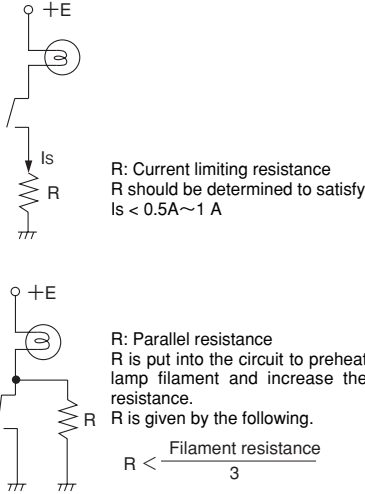 +E
Is
R
R: Current limiting resistance
R should be determined to satisfy
Is < 0.5A~1 A
+E
R
R: Parallel resistance
R is put into the circuit to preheat
lamp filament and increase the
resistance.
R is given by the following.
R < Filament resistance
3